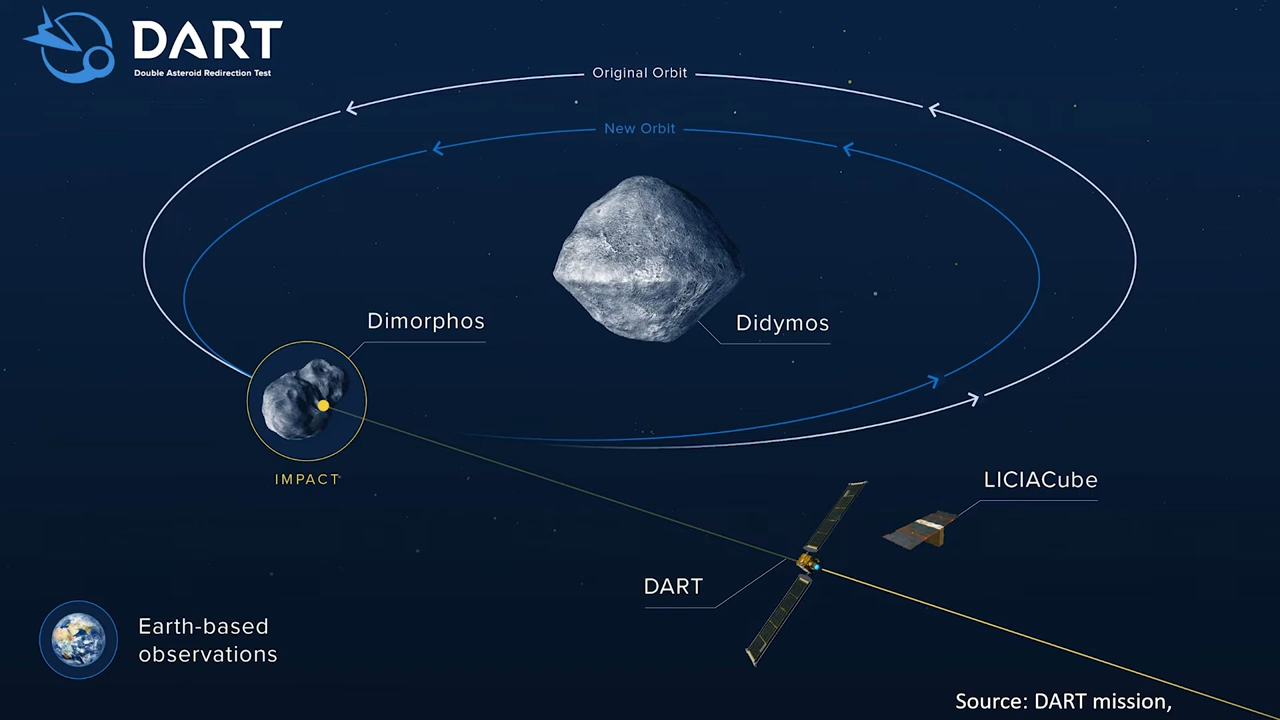 DART
Double Asteroid Redirection Test
Original Orbit
New Orbit
Dimorphos
Didymos
IMPACT
LICIACube
DART
Earth-based
observations
Source: DART mission,